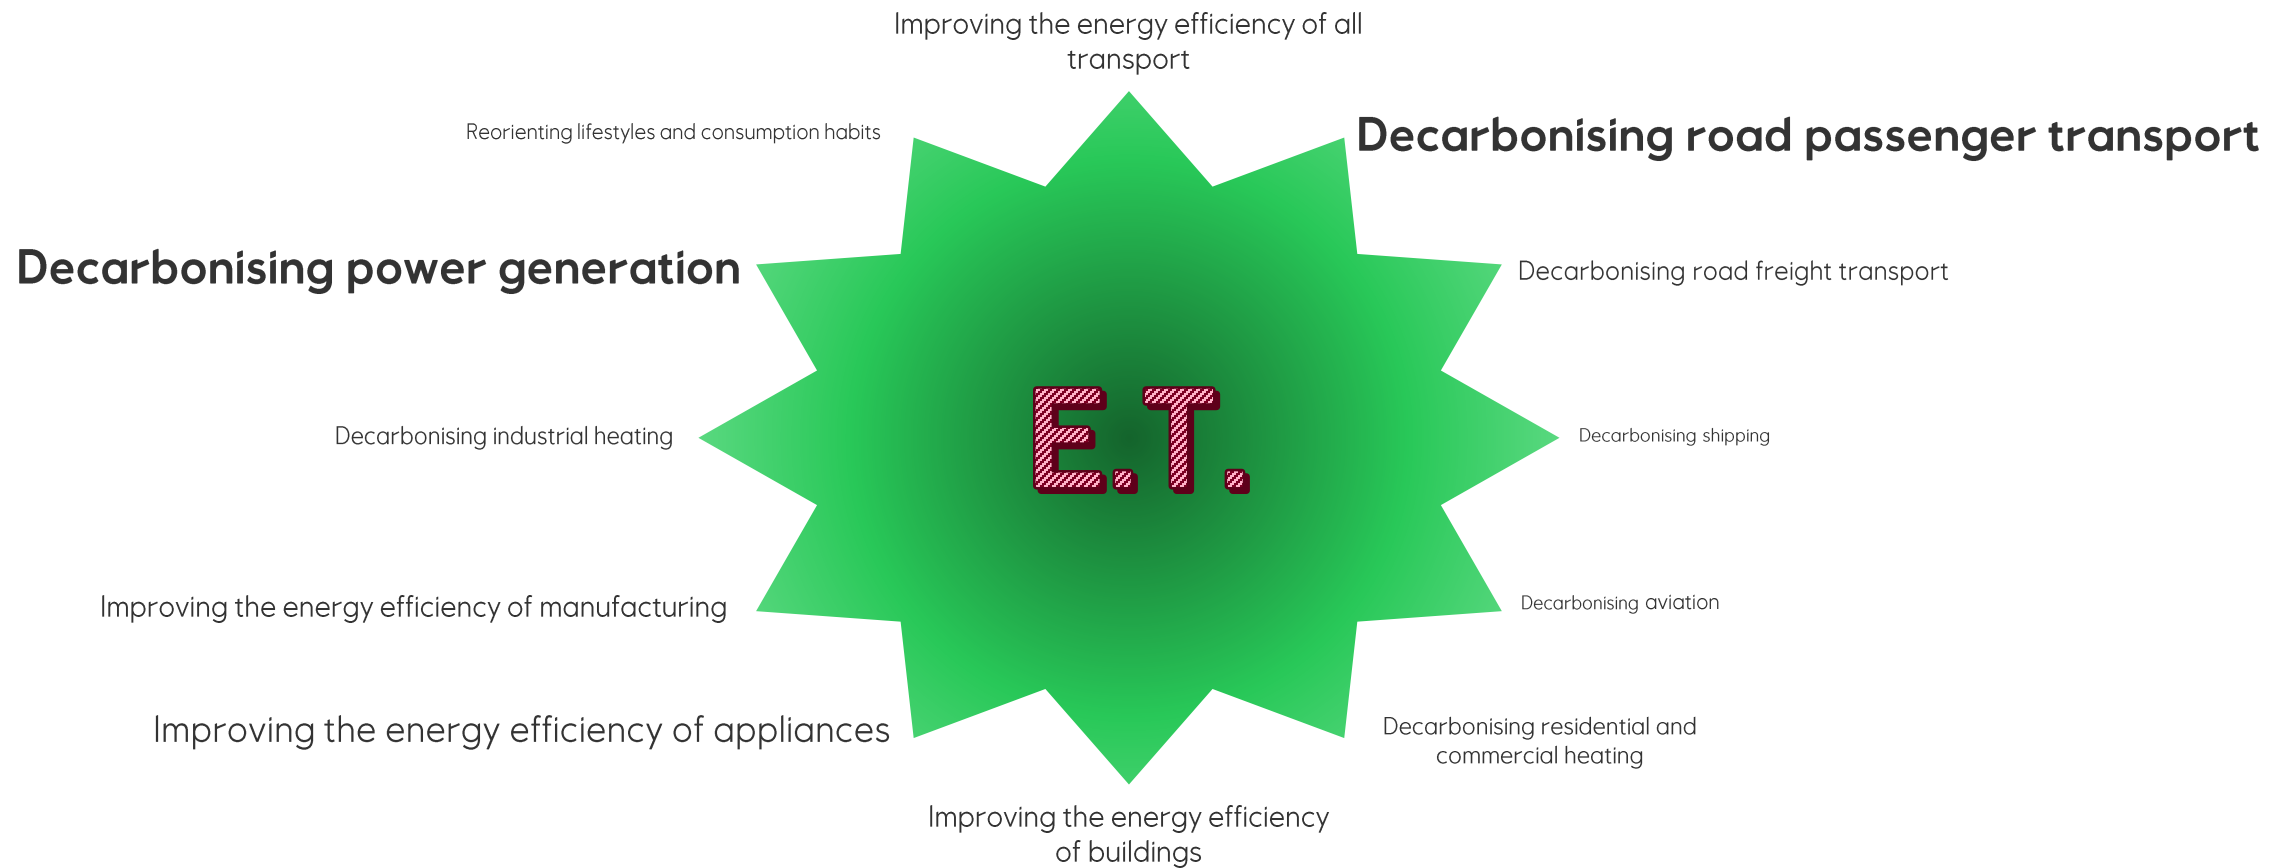 Improving the energy efficiency of all
transport
Reorienting lifestyles and consumption habits
Decarbonising road passenger transport
Decarbonising power generation
Decarbonising road freight transport
E.T.
Decarbonising industrial heating
Decarbonising shipping
Improving the energy efficiency of manufacturing
Decarbonising aviation
Improving the energy efficiency of appliances
Decarbonising residential and
commercial heating
Improving the energy efficiency
of buildings